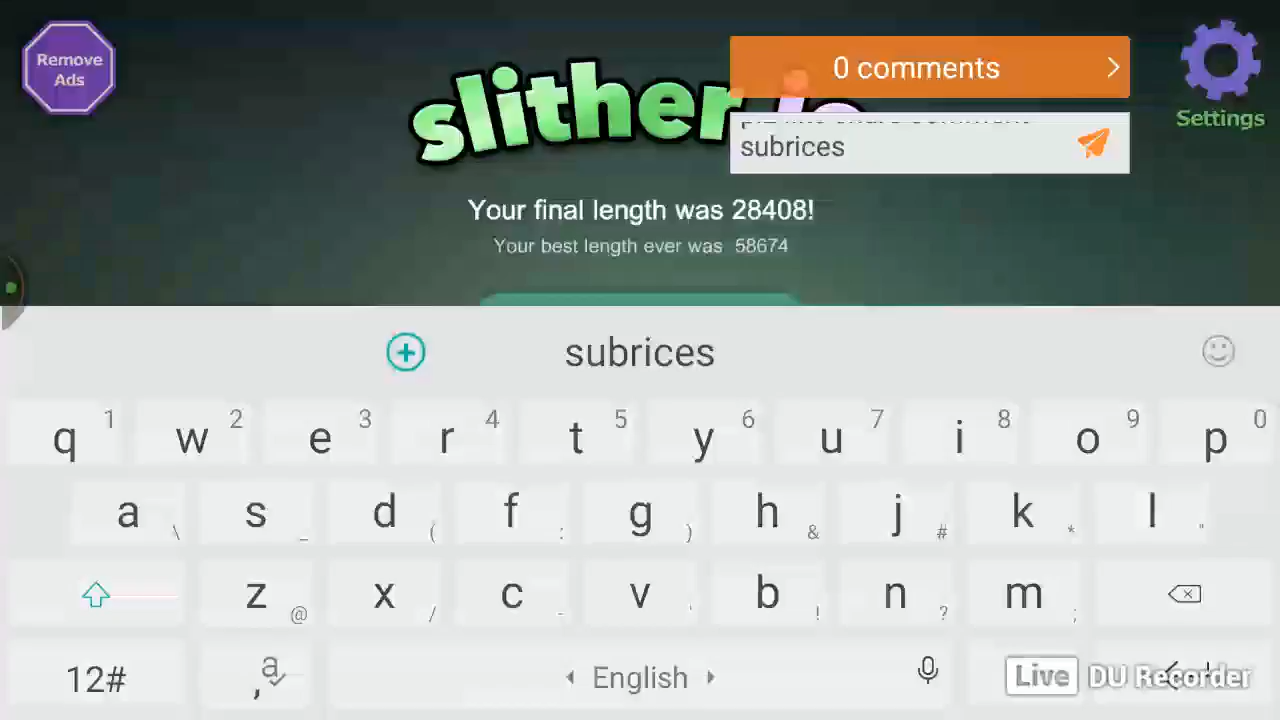 Remove
Ads
slither.io
0 comments
Settings
subrices
Your final length was 28408!
Your best length ever was 58674
subrices
q 1 w 2 e 3 r 4 t 5 y 6 u 7 i 8 o 9 p 0
a \ s _ d ( f : g ) h & j # k * l "
z @ x / c - v ' b ! n ? m ;
12# , a English Live DU Recorder